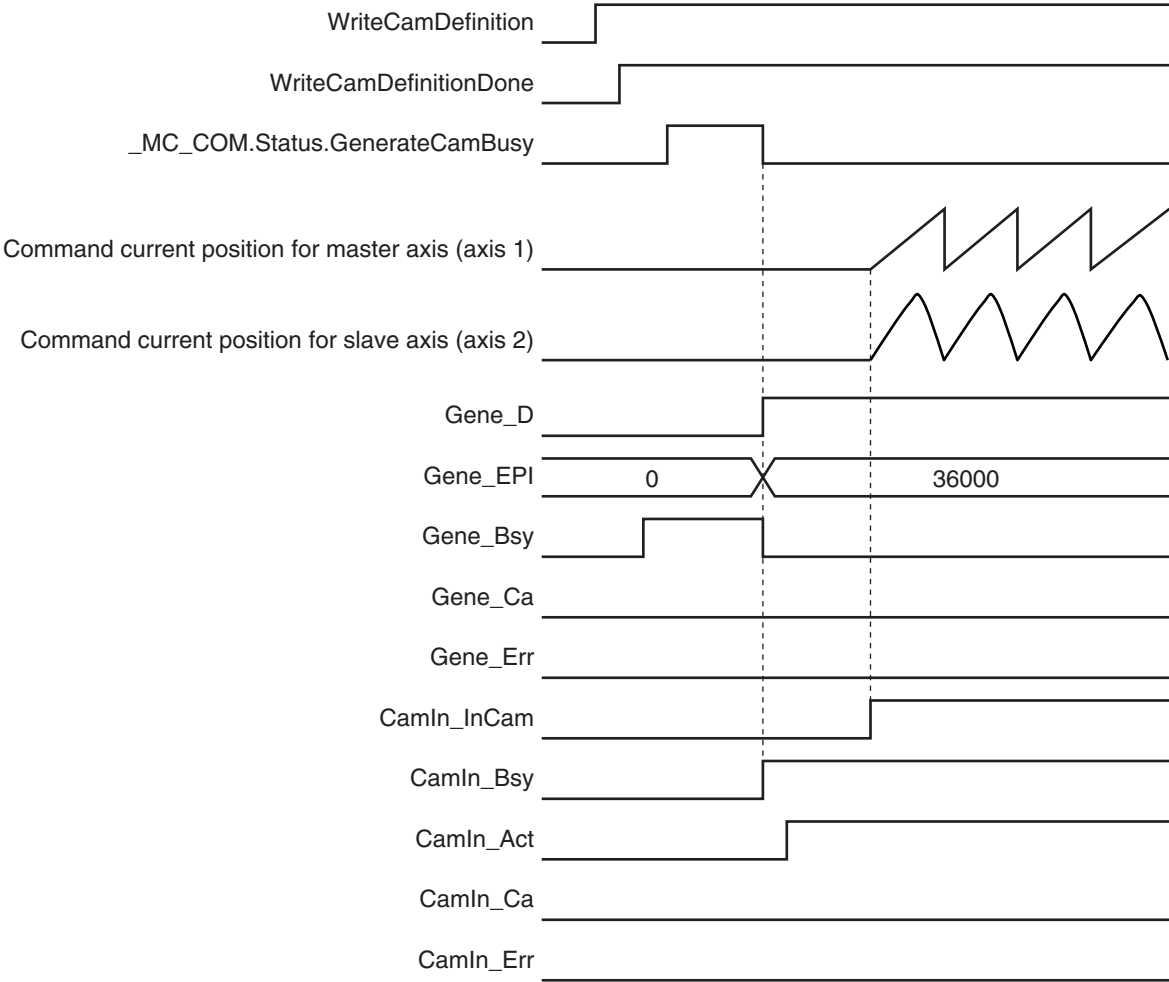 WriteCamDefinition
WriteCamDefinitionDone
_MC_COM.Status.GenerateCamBusy
Command current position for master axis (axis 1)
Command current position for slave axis (axis 2)
Gene_D
Gene_EPI 0 36000
Gene_Bsy
Gene_Ca
Gene_Err
CamIn_InCam
CamIn_Bsy
CamIn_Act
CamIn_Ca
CamIn_Err